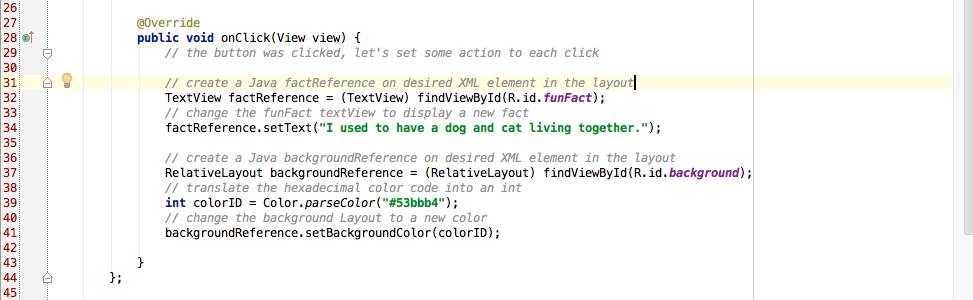 26
27 @Override
28 public void onClick(View view) {
29 // the button was clicked, let's set some action to each click
30
31 // create a Java factReference on desired XML element in the layout
32 TextView factReference = (TextView) findViewById(R.id.funFact);
33 // change the funFact textView to display a new fact
34 factReference.setText("I used to have a dog and cat living together.");
35
36 // create a Java backgroundReference on desired XML element in the layout
37 RelativeLayout backgroundReference = (RelativeLayout) findViewById(R.id.background);
38 // translate the hexadecimal color code into an int
39 int colorID = Color.parseColor("#53bbb4");
40 // change the background Layout to a new color
41 backgroundReference.setBackgroundColor(colorID);
42
43 }
44 };
45